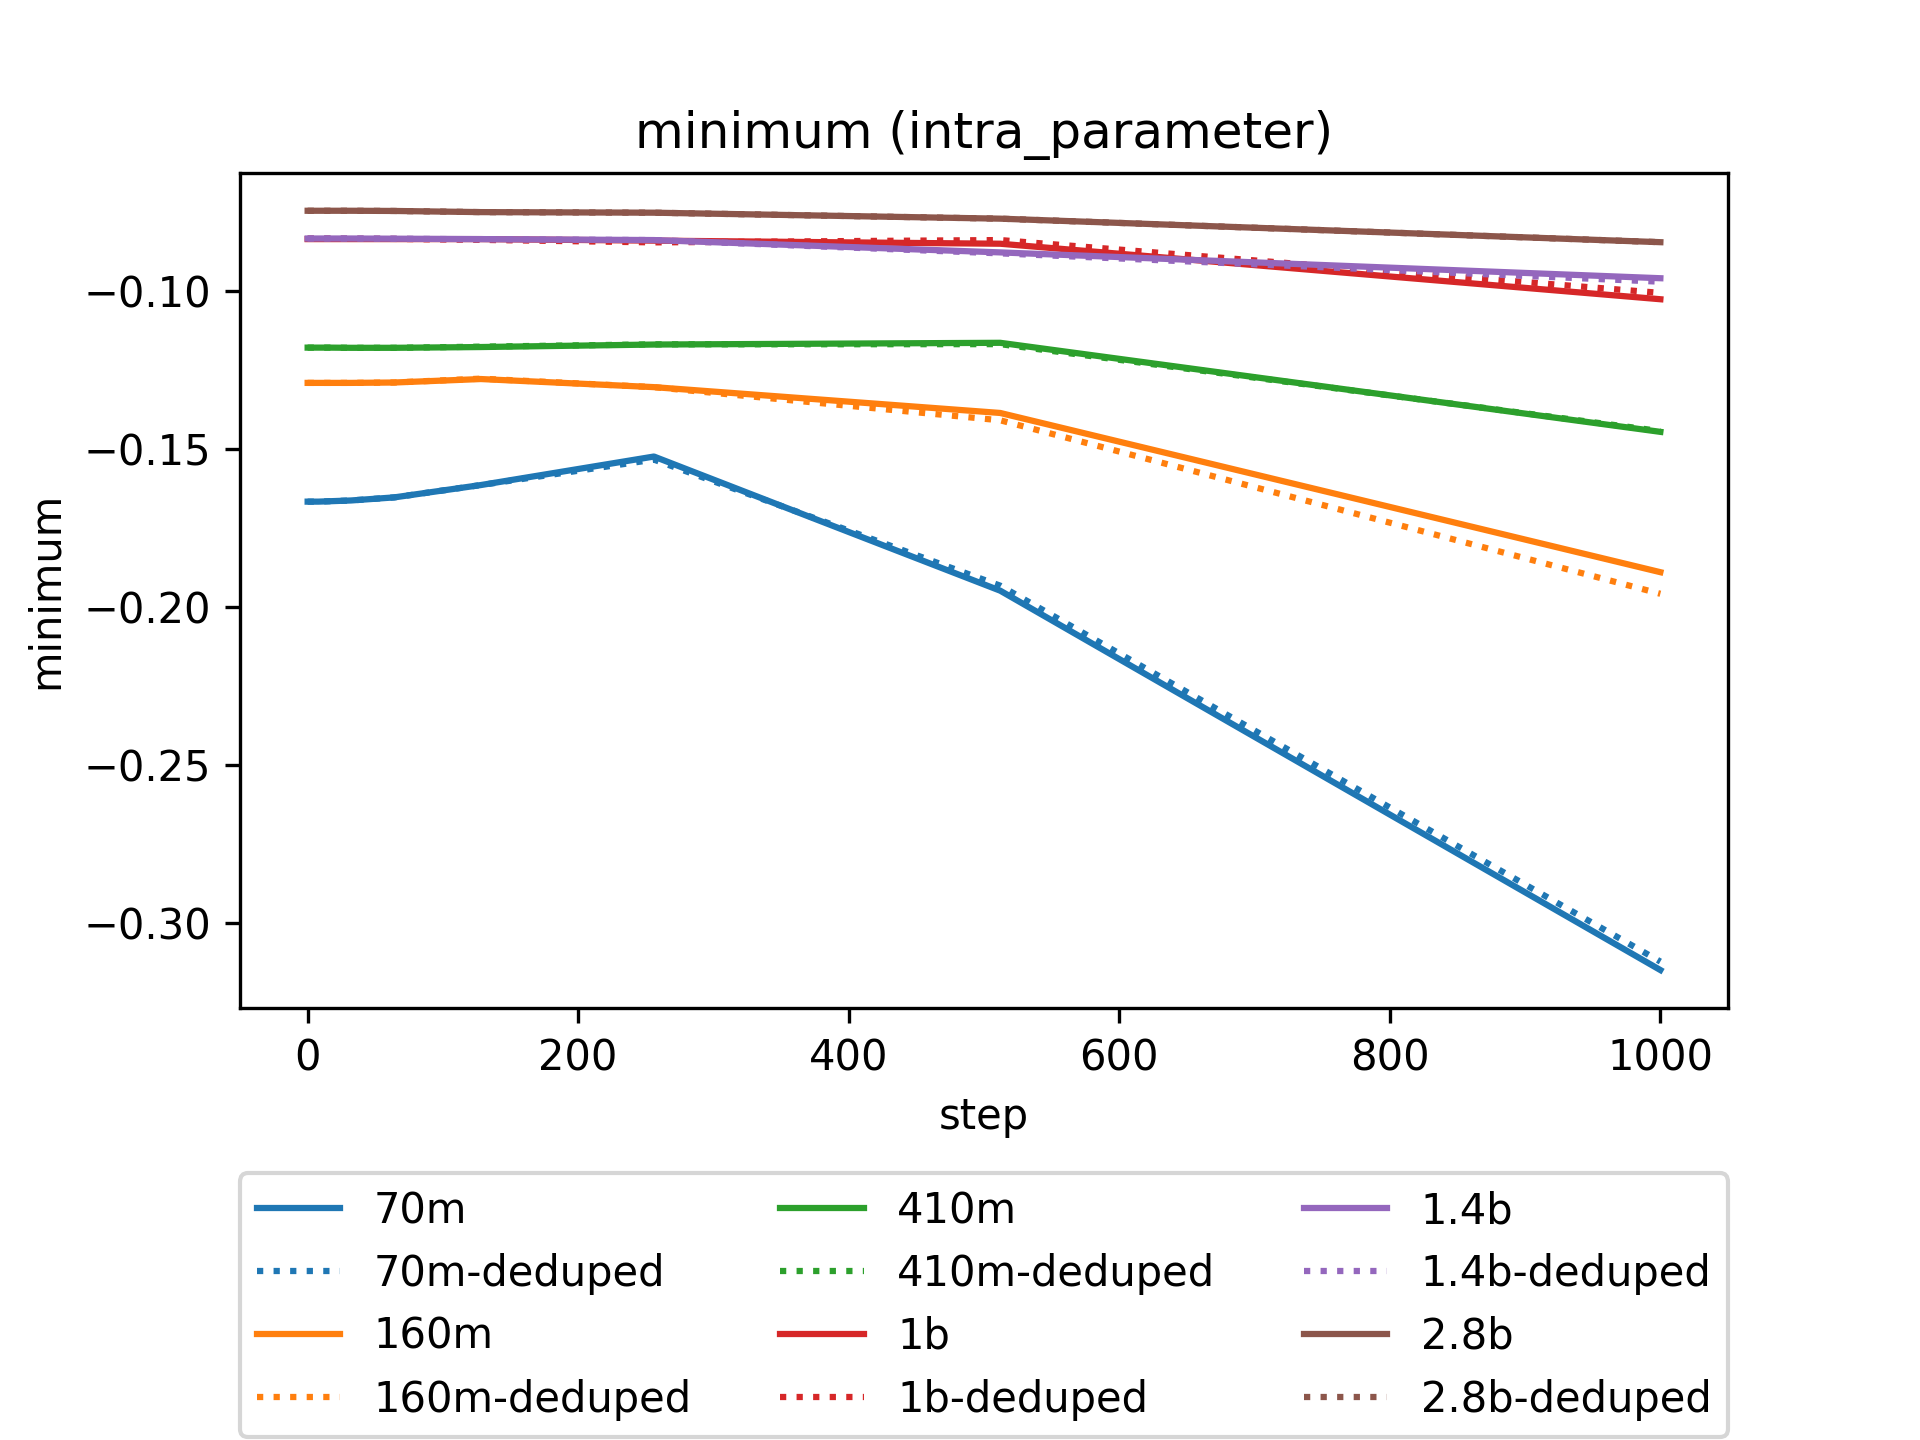 minimum (intra_parameter)
minimum
−0.10
−0.15
−0.20
−0.25
−0.30
0 200 400 600 800 1000
step
70m 410m 1.4b
70m-deduped 410m-deduped 1.4b-deduped
160m 1b 2.8b
160m-deduped 1b-deduped 2.8b-deduped